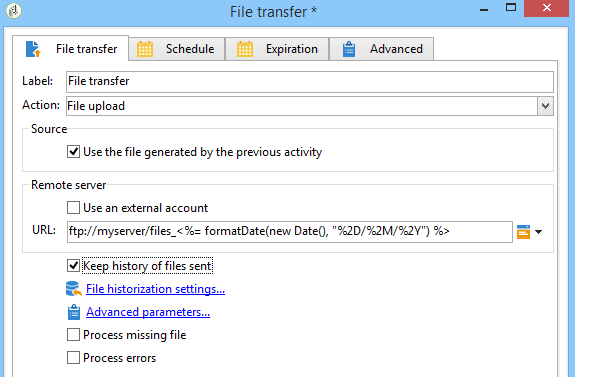 File transfer *
File transfer Schedule Expiration Advanced
Label: File transfer
Action: File upload
Source
Use the file generated by the previous activity
Remote server
Use an external account
URL: ftp://myserver/files_<%= formatDate(new Date(), "%2D/%2M/%2Y") %>
Keep history of files sent
File historization settings...
Advanced parameters...
Process missing file
Process errors